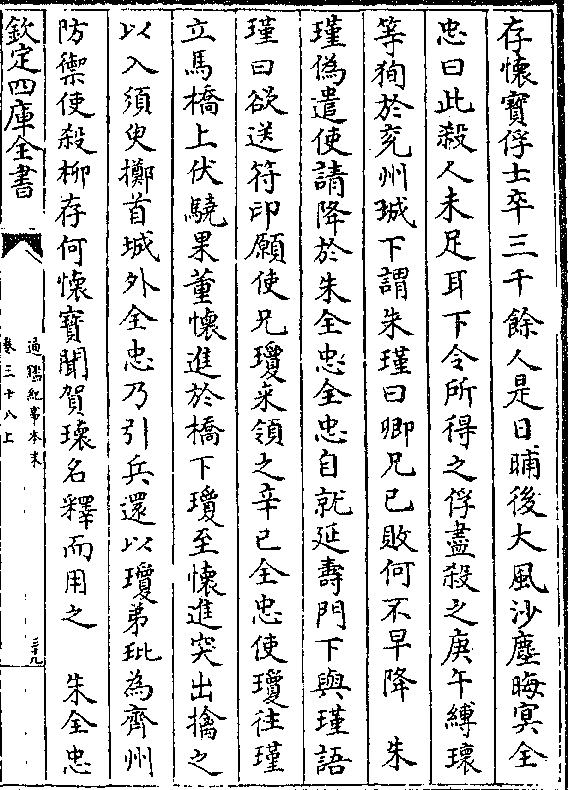 存懷寶俘士卒三千餘人是日晡後大風沙塵晦冥全
忠曰此殺人未足耳下令所得之俘盡殺之庚午縛瓌
等狥於兖州城下謂朱瑾曰卿兄已敗何不早降　朱
瑾偽遣使請降於朱全忠全忠自就延壽門下與瑾語
瑾曰欲送符印願使兄瓊來領之辛已全忠使瓊往瑾
立馬橋上伏驍果董懷進於橋下瓊至懷進突出擒之
以入須臾擲首城外全忠乃引兵還以瓊弟玭為齊州
防禦使殺柳存何懷寶聞賀瓌名釋而用之　朱全忠
欽定四庫全書
通鑑紀事本末
卷三十八上
三十九